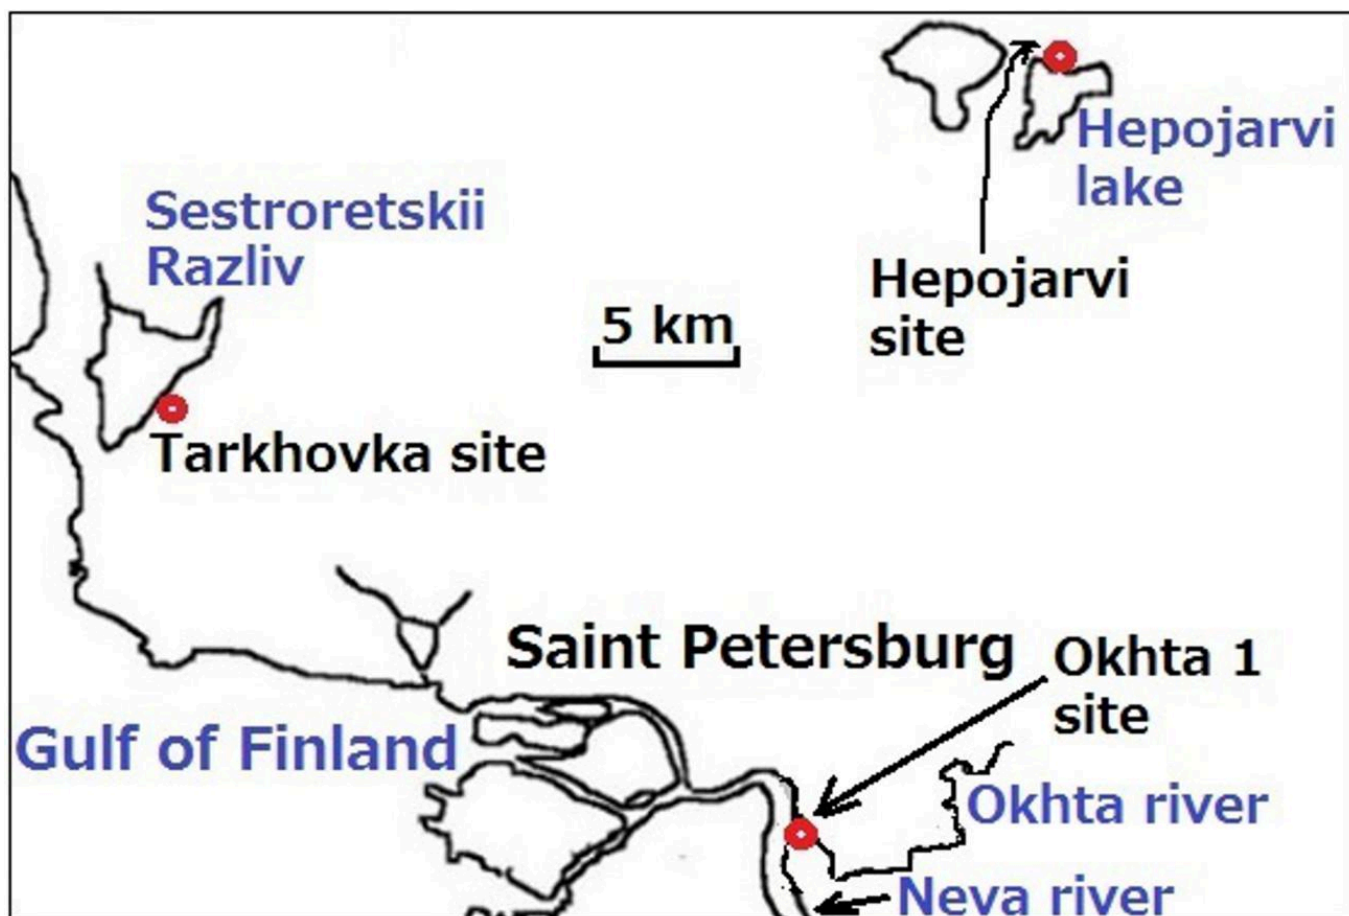 Hepojarvi
lake
Sestroretskii
Razliv
Hepojarvi
site
5 km
Tarkhovka site
Saint Petersburg
Okhta 1
site
Gulf of Finland
Okhta river
Neva river